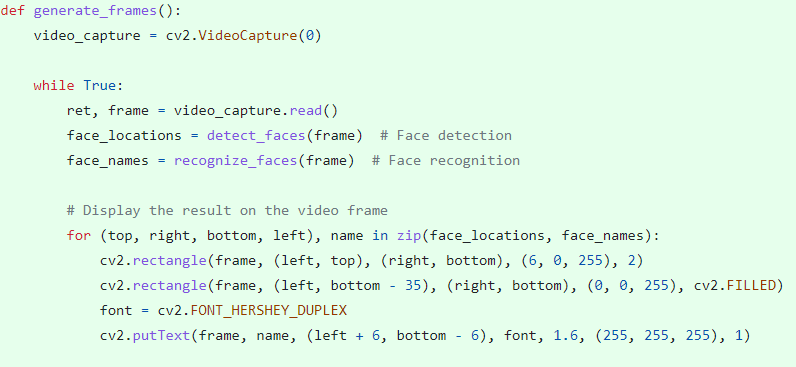 def generate_frames():
    video_capture = cv2.VideoCapture(0)

    while True:
        ret, frame = video_capture.read()
        face_locations = detect_faces(frame)  # Face detection
        face_names = recognize_faces(frame)  # Face recognition

        # Display the result on the video frame
        for (top, right, bottom, left), name in zip(face_locations, face_names):
            cv2.rectangle(frame, (left, top), (right, bottom), (6, 0, 255), 2)
            cv2.rectangle(frame, (left, bottom - 35), (right, bottom), (0, 0, 255), cv2.FILLED)
            font = cv2.FONT_HERSHEY_DUPLEX
            cv2.putText(frame, name, (left + 6, bottom - 6), font, 1.6, (255, 255, 255), 1)